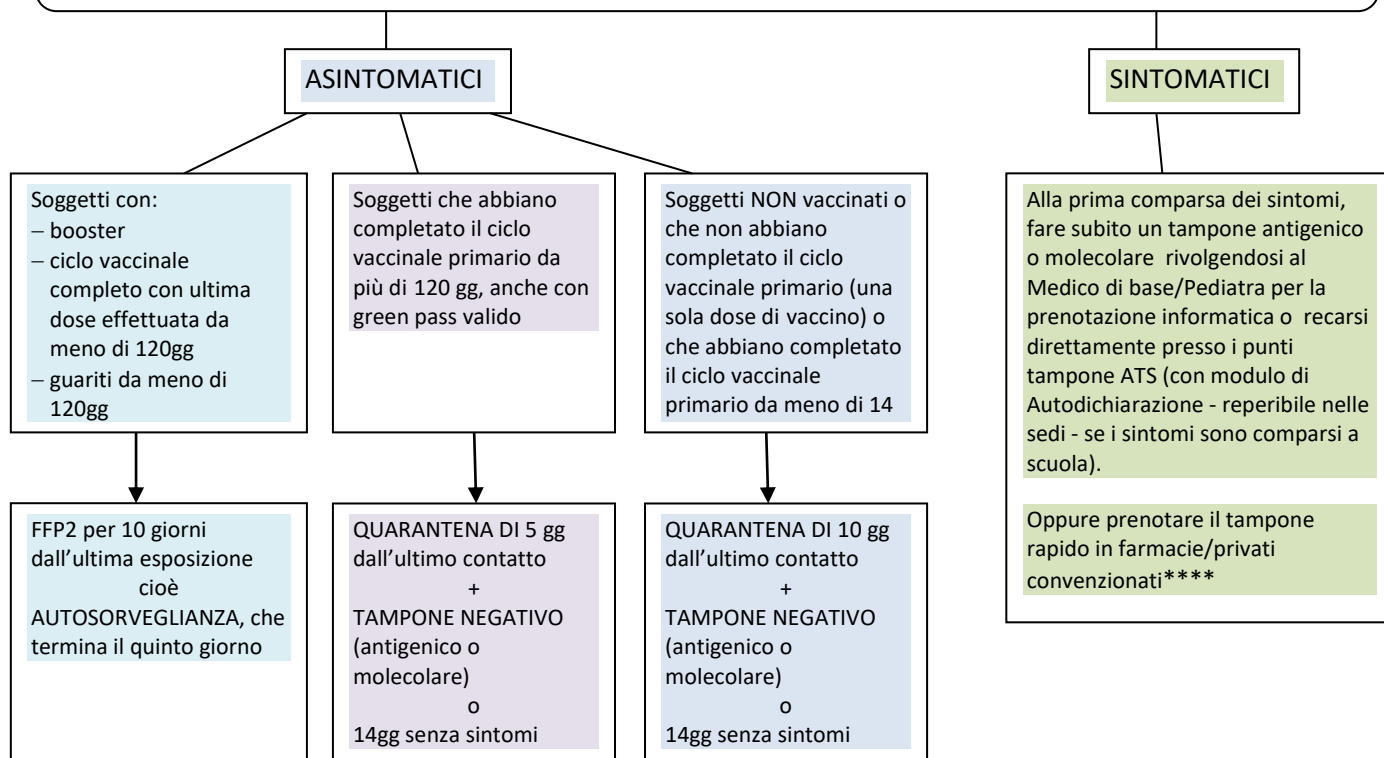 ASINTOMATICI
SINTOMATICI
Soggetti con:
– booster
– ciclo vaccinale
completo con ultima
dose effettuata da
meno di 120gg
– guariti da meno di
120gg
Soggetti che abbiano
completato il ciclo
vaccinale primario da
più di 120 gg, anche con
green pass valido
Soggetti NON vaccinati o
che non abbiano
completato il ciclo
vaccinale primario (una
sola dose di vaccino) o
che abbiano completato
il ciclo vaccinale
primario da meno di 14
Alla prima comparsa dei sintomi,
fare subito un tampone antigenico
o molecolare rivolgendosi al
Medico di base/Pediatra per la
prenotazione informatica o recarsi
direttamente presso i punti
tampone ATS (con modulo di
Autodichiarazione - reperibile nelle
sedi - se i sintomi sono comparsi a
scuola).
Oppure prenotare il tampone
rapido in farmacie/privati
convenzionati****
FFP2 per 10 giorni
dall’ultima esposizione
cioè
AUTOSORVEGLIANZA, che
termina il quinto giorno
QUARANTENA DI 5 gg
dall’ultimo contatto
+
TAMPONE NEGATIVO
(antigenico o
molecolare)
o
14gg senza sintomi
QUARANTENA DI 10 gg
dall’ultimo contatto
+
TAMPONE NEGATIVO
(antigenico o
molecolare)
o
14gg senza sintomi